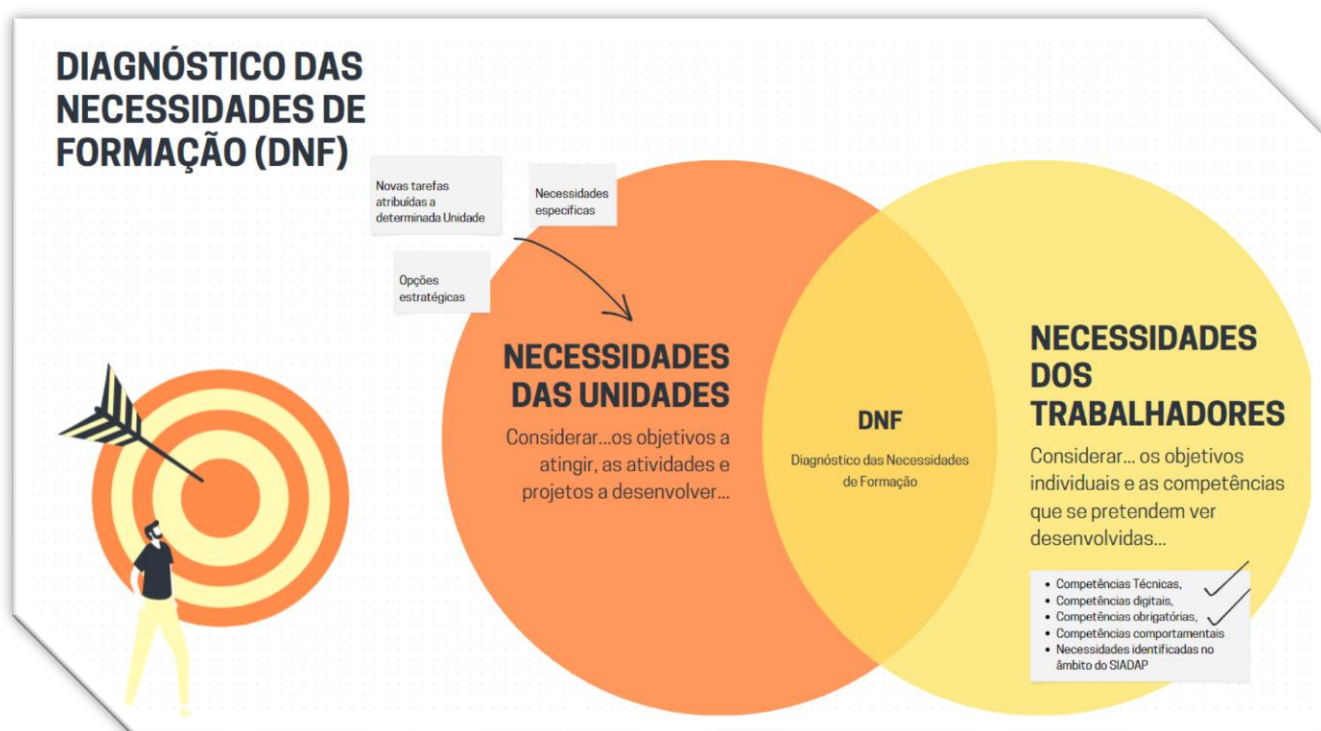 DIAGNÓSTICO DAS
NECESSIDADES DE
FORMAÇÃO (DNF)
Novas tarefas
atribuídas a
determinada Unidade
Necessidades
especificas
Opções
estratégicas
NECESSIDADES
DAS UNIDADES
Considerar...os objetivos a
atingir, as atividades e
projetos a desenvolver...
DNF
Diagnóstico das Necessidades
de Formação
NECESSIDADES
DOS
TRABALHADORES
Considerar... os objetivos
individuais e as competências
que se pretendem ver
desenvolvidas...
• Competências Técnicas,
• Competências digitais,
• Competências obrigatórias,
• Competências comportamentais
• Necessidades identificadas no
âmbito do SIADAP